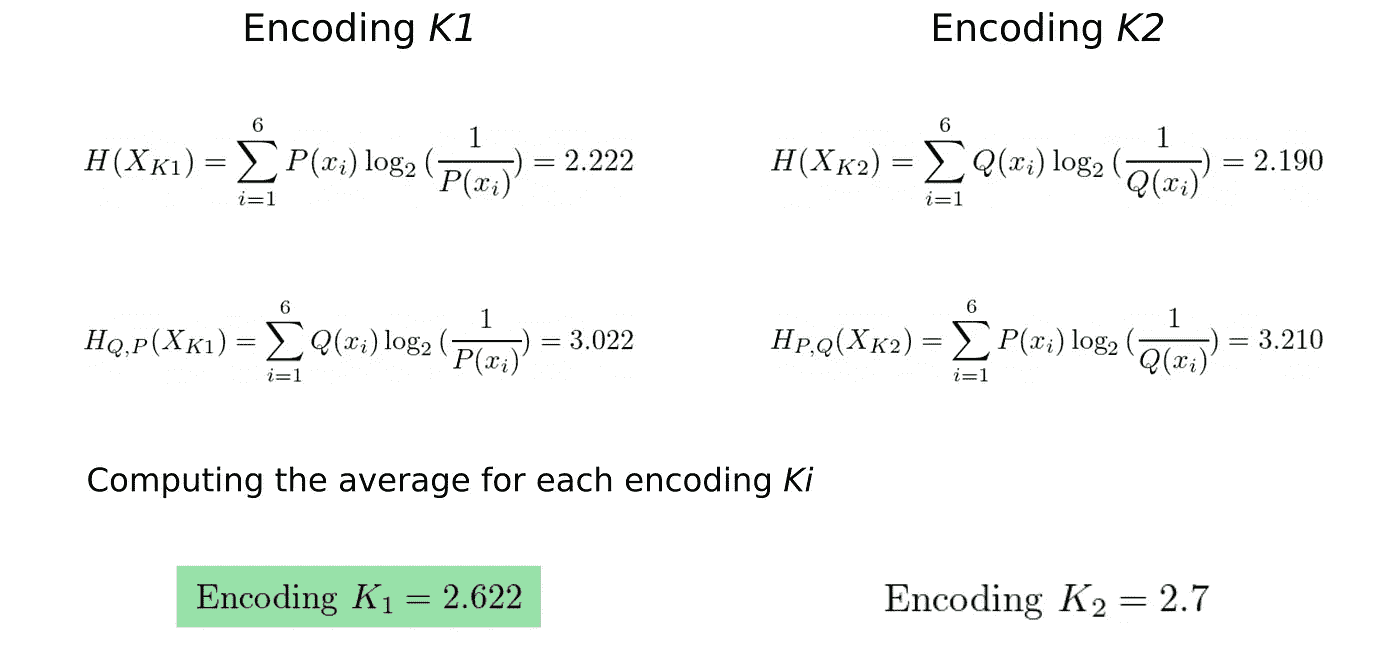 Encoding K1
Encoding K2
H(X_{K1}) = \sum_{i=1}^{6} P(x_i) \log_2 (\frac{1}{P(x_i)}) = 2.222
H(X_{K2}) = \sum_{i=1}^{6} Q(x_i) \log_2 (\frac{1}{Q(x_i)}) = 2.190
H_{Q,P}(X_{K1}) = \sum_{i=1}^{6} Q(x_i) \log_2 (\frac{1}{P(x_i)}) = 3.022
H_{P,Q}(X_{K2}) = \sum_{i=1}^{6} P(x_i) \log_2 (\frac{1}{Q(x_i)}) = 3.210
Computing the average for each encoding Ki
Encoding K_1 = 2.622
Encoding K_2 = 2.7